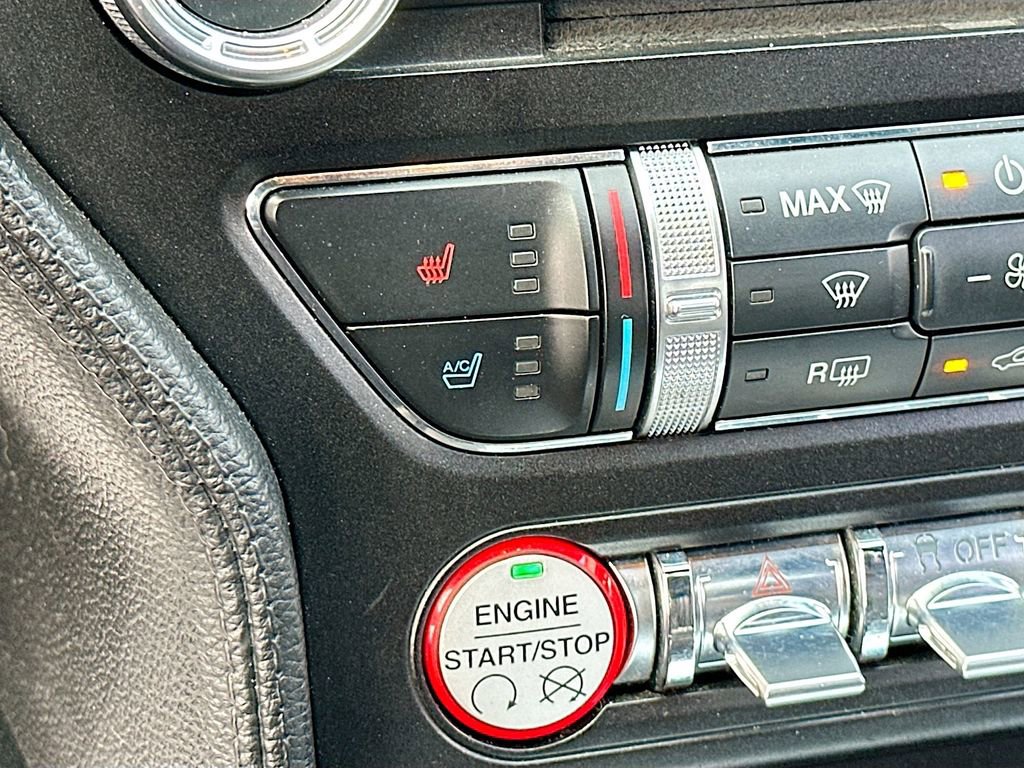 MAX
A/C
R
ENGINE
START/STOP
OFF